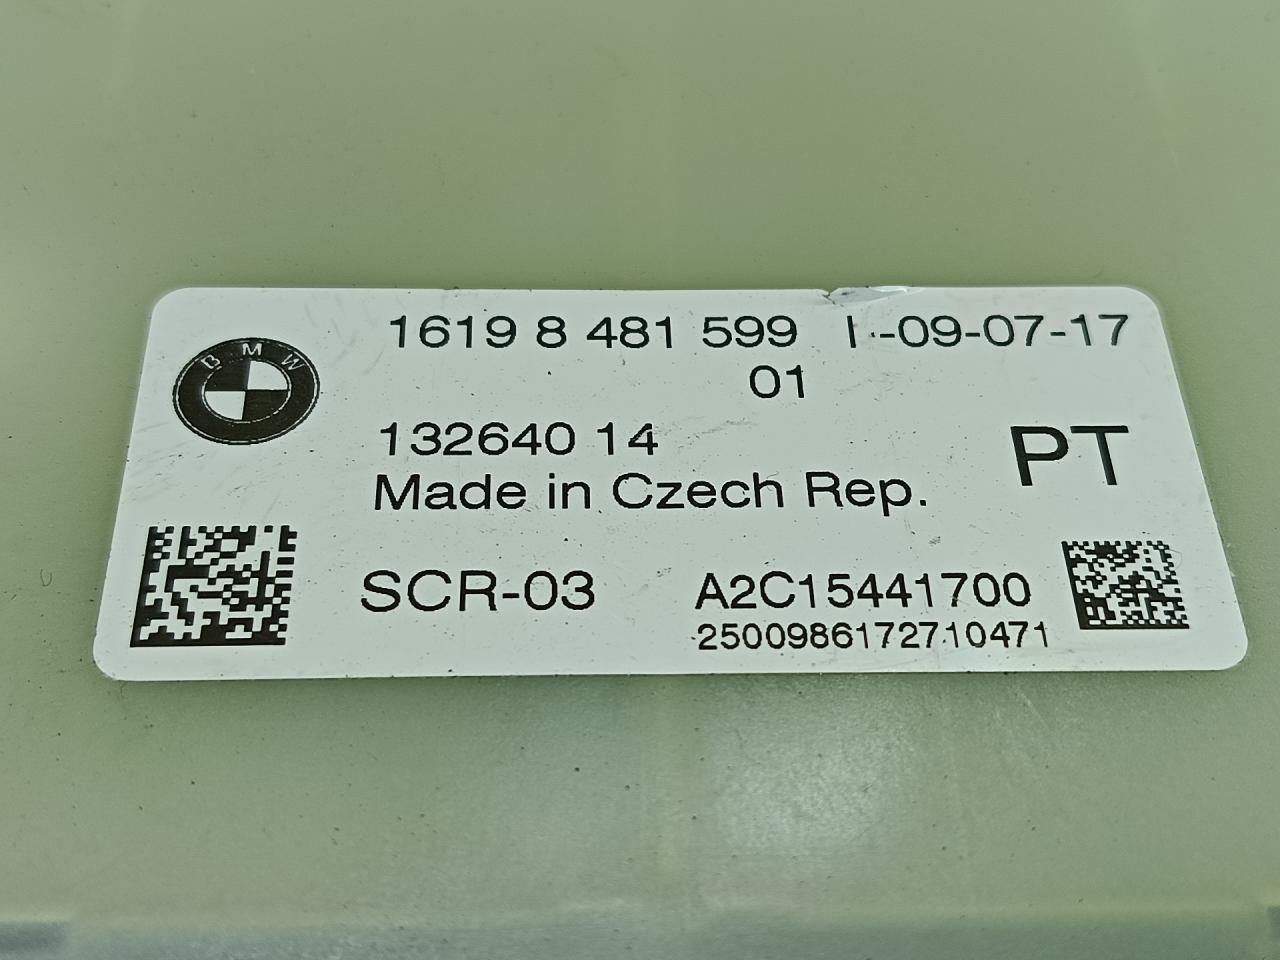 BMW
1619 8 481 599 -09-07-17
01
132640 14
PT
Made in Czech Rep.
SCR-03 A2C15441700
2500986172710471